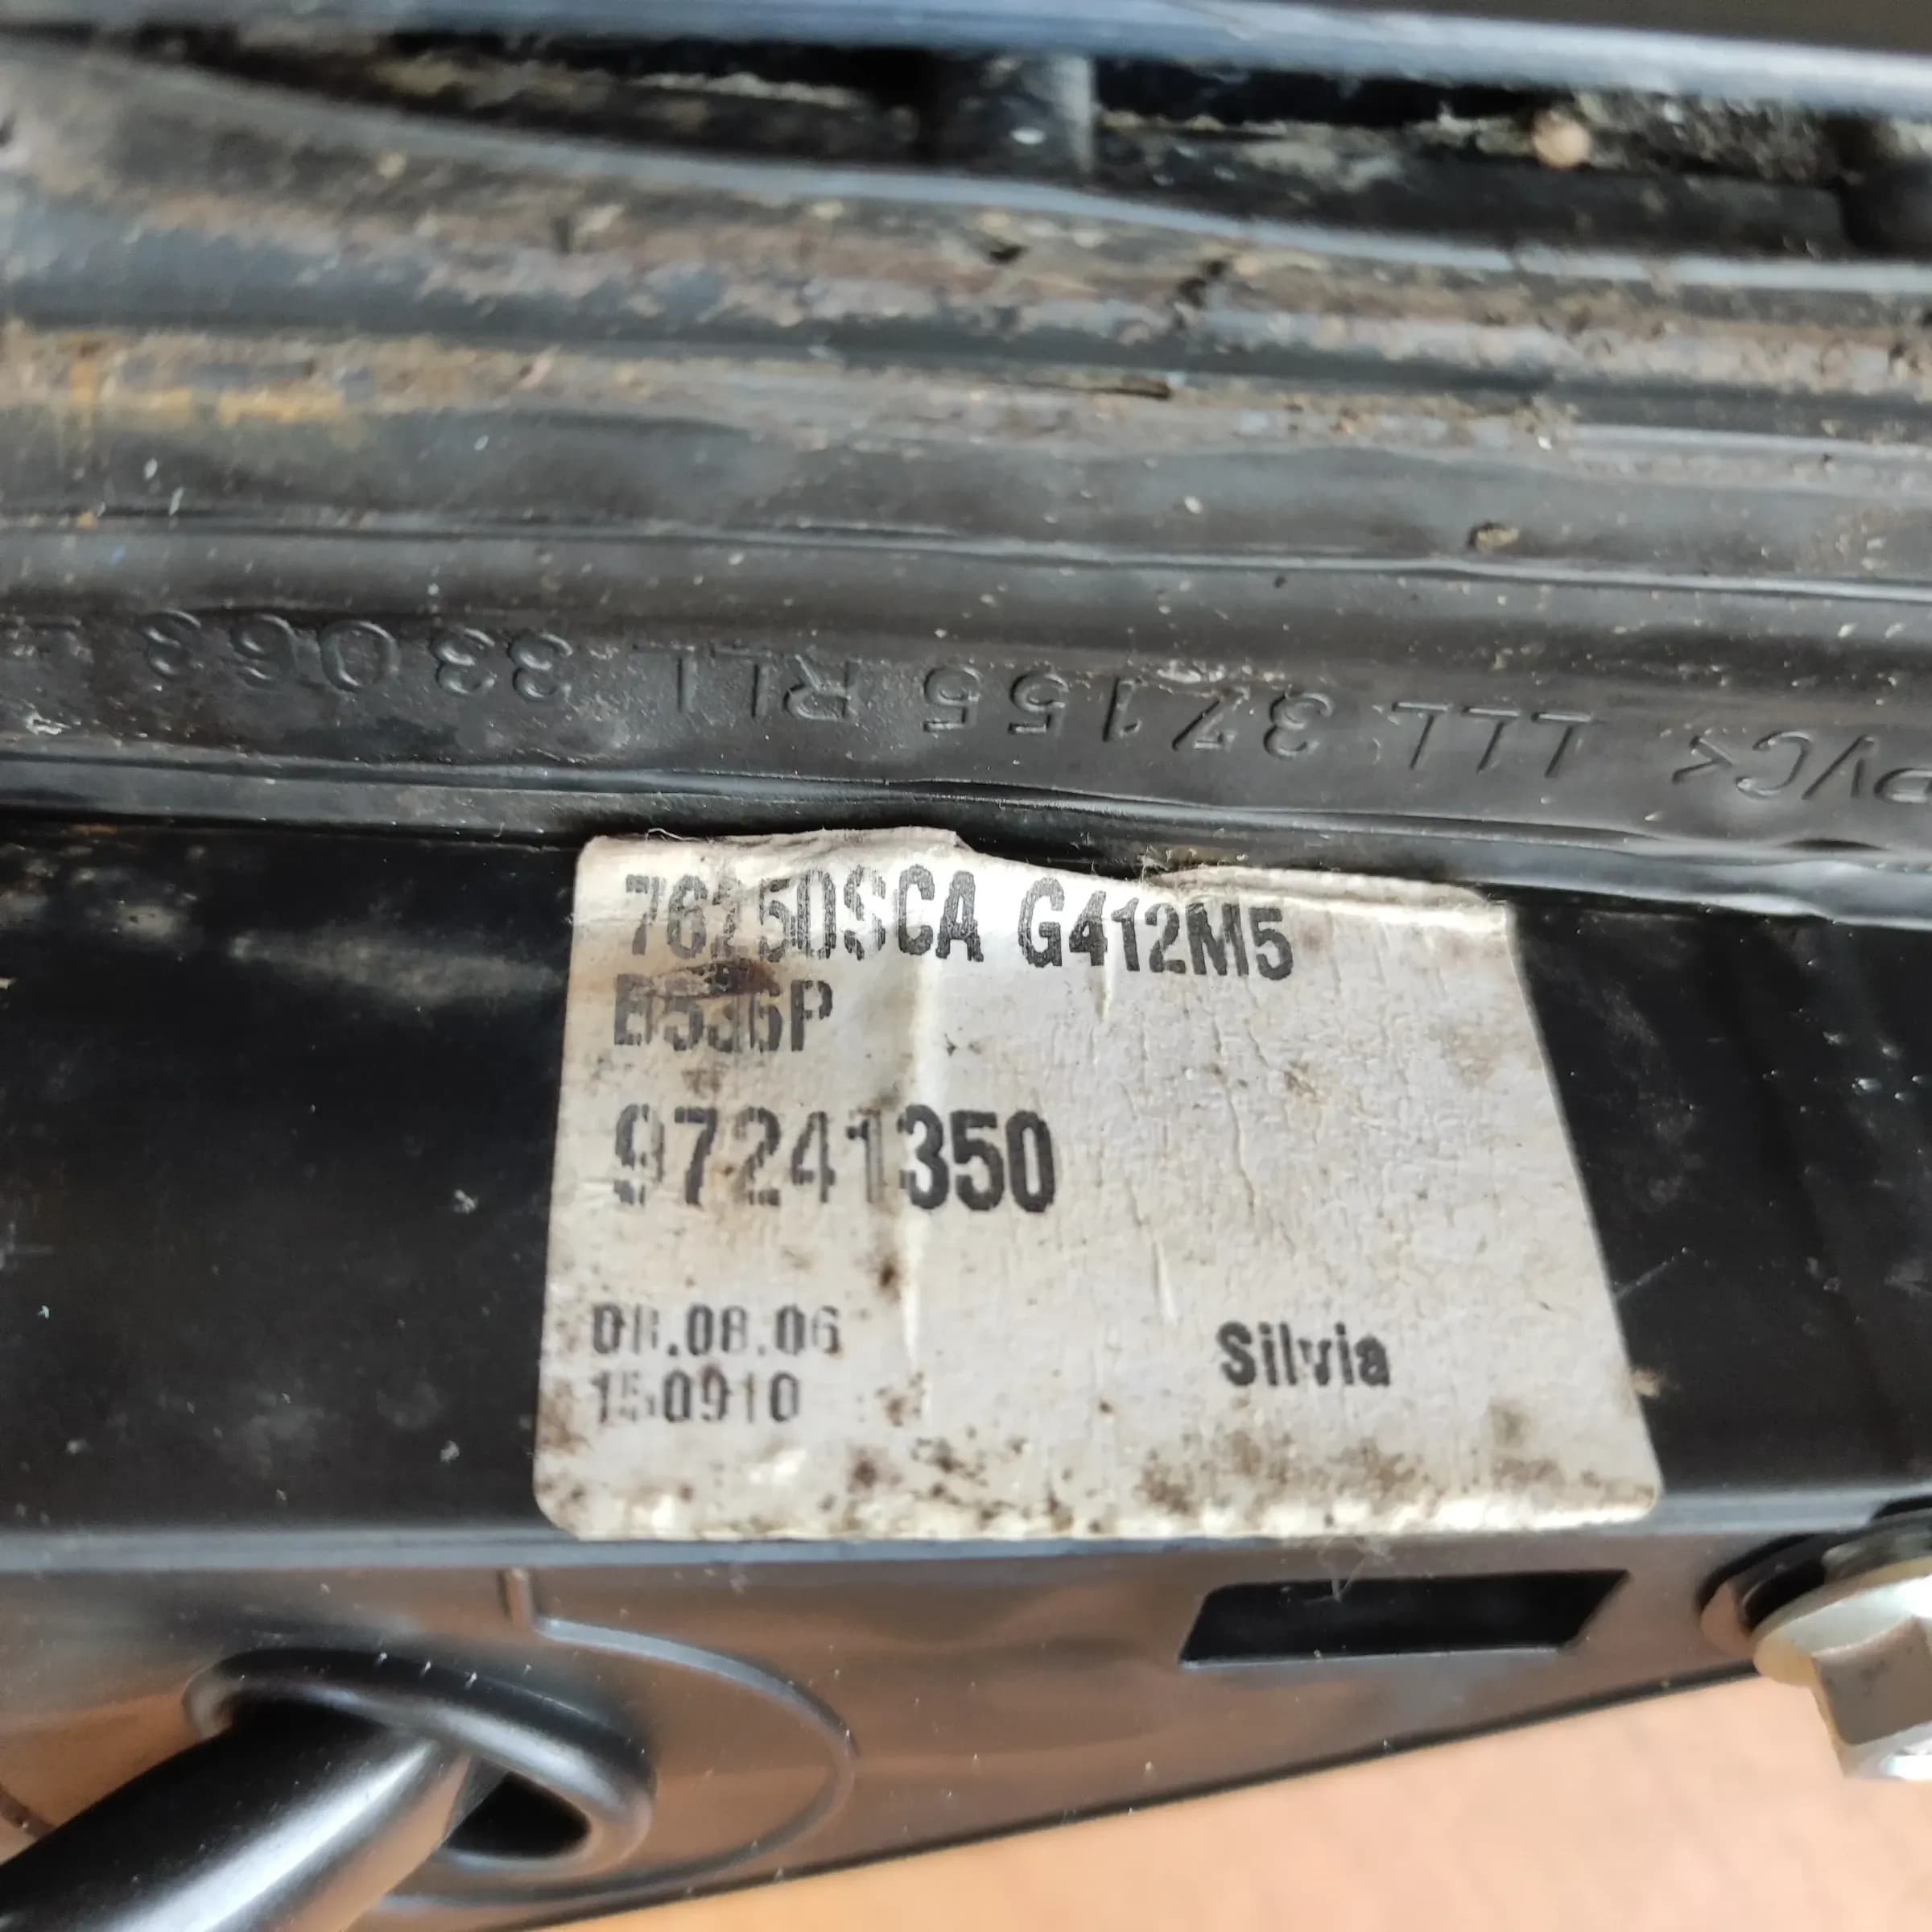 PVC< LLL 37155 RLL 33063
76250SCA G412M5
B536P
97241350
08.08.06
150910
Silvia